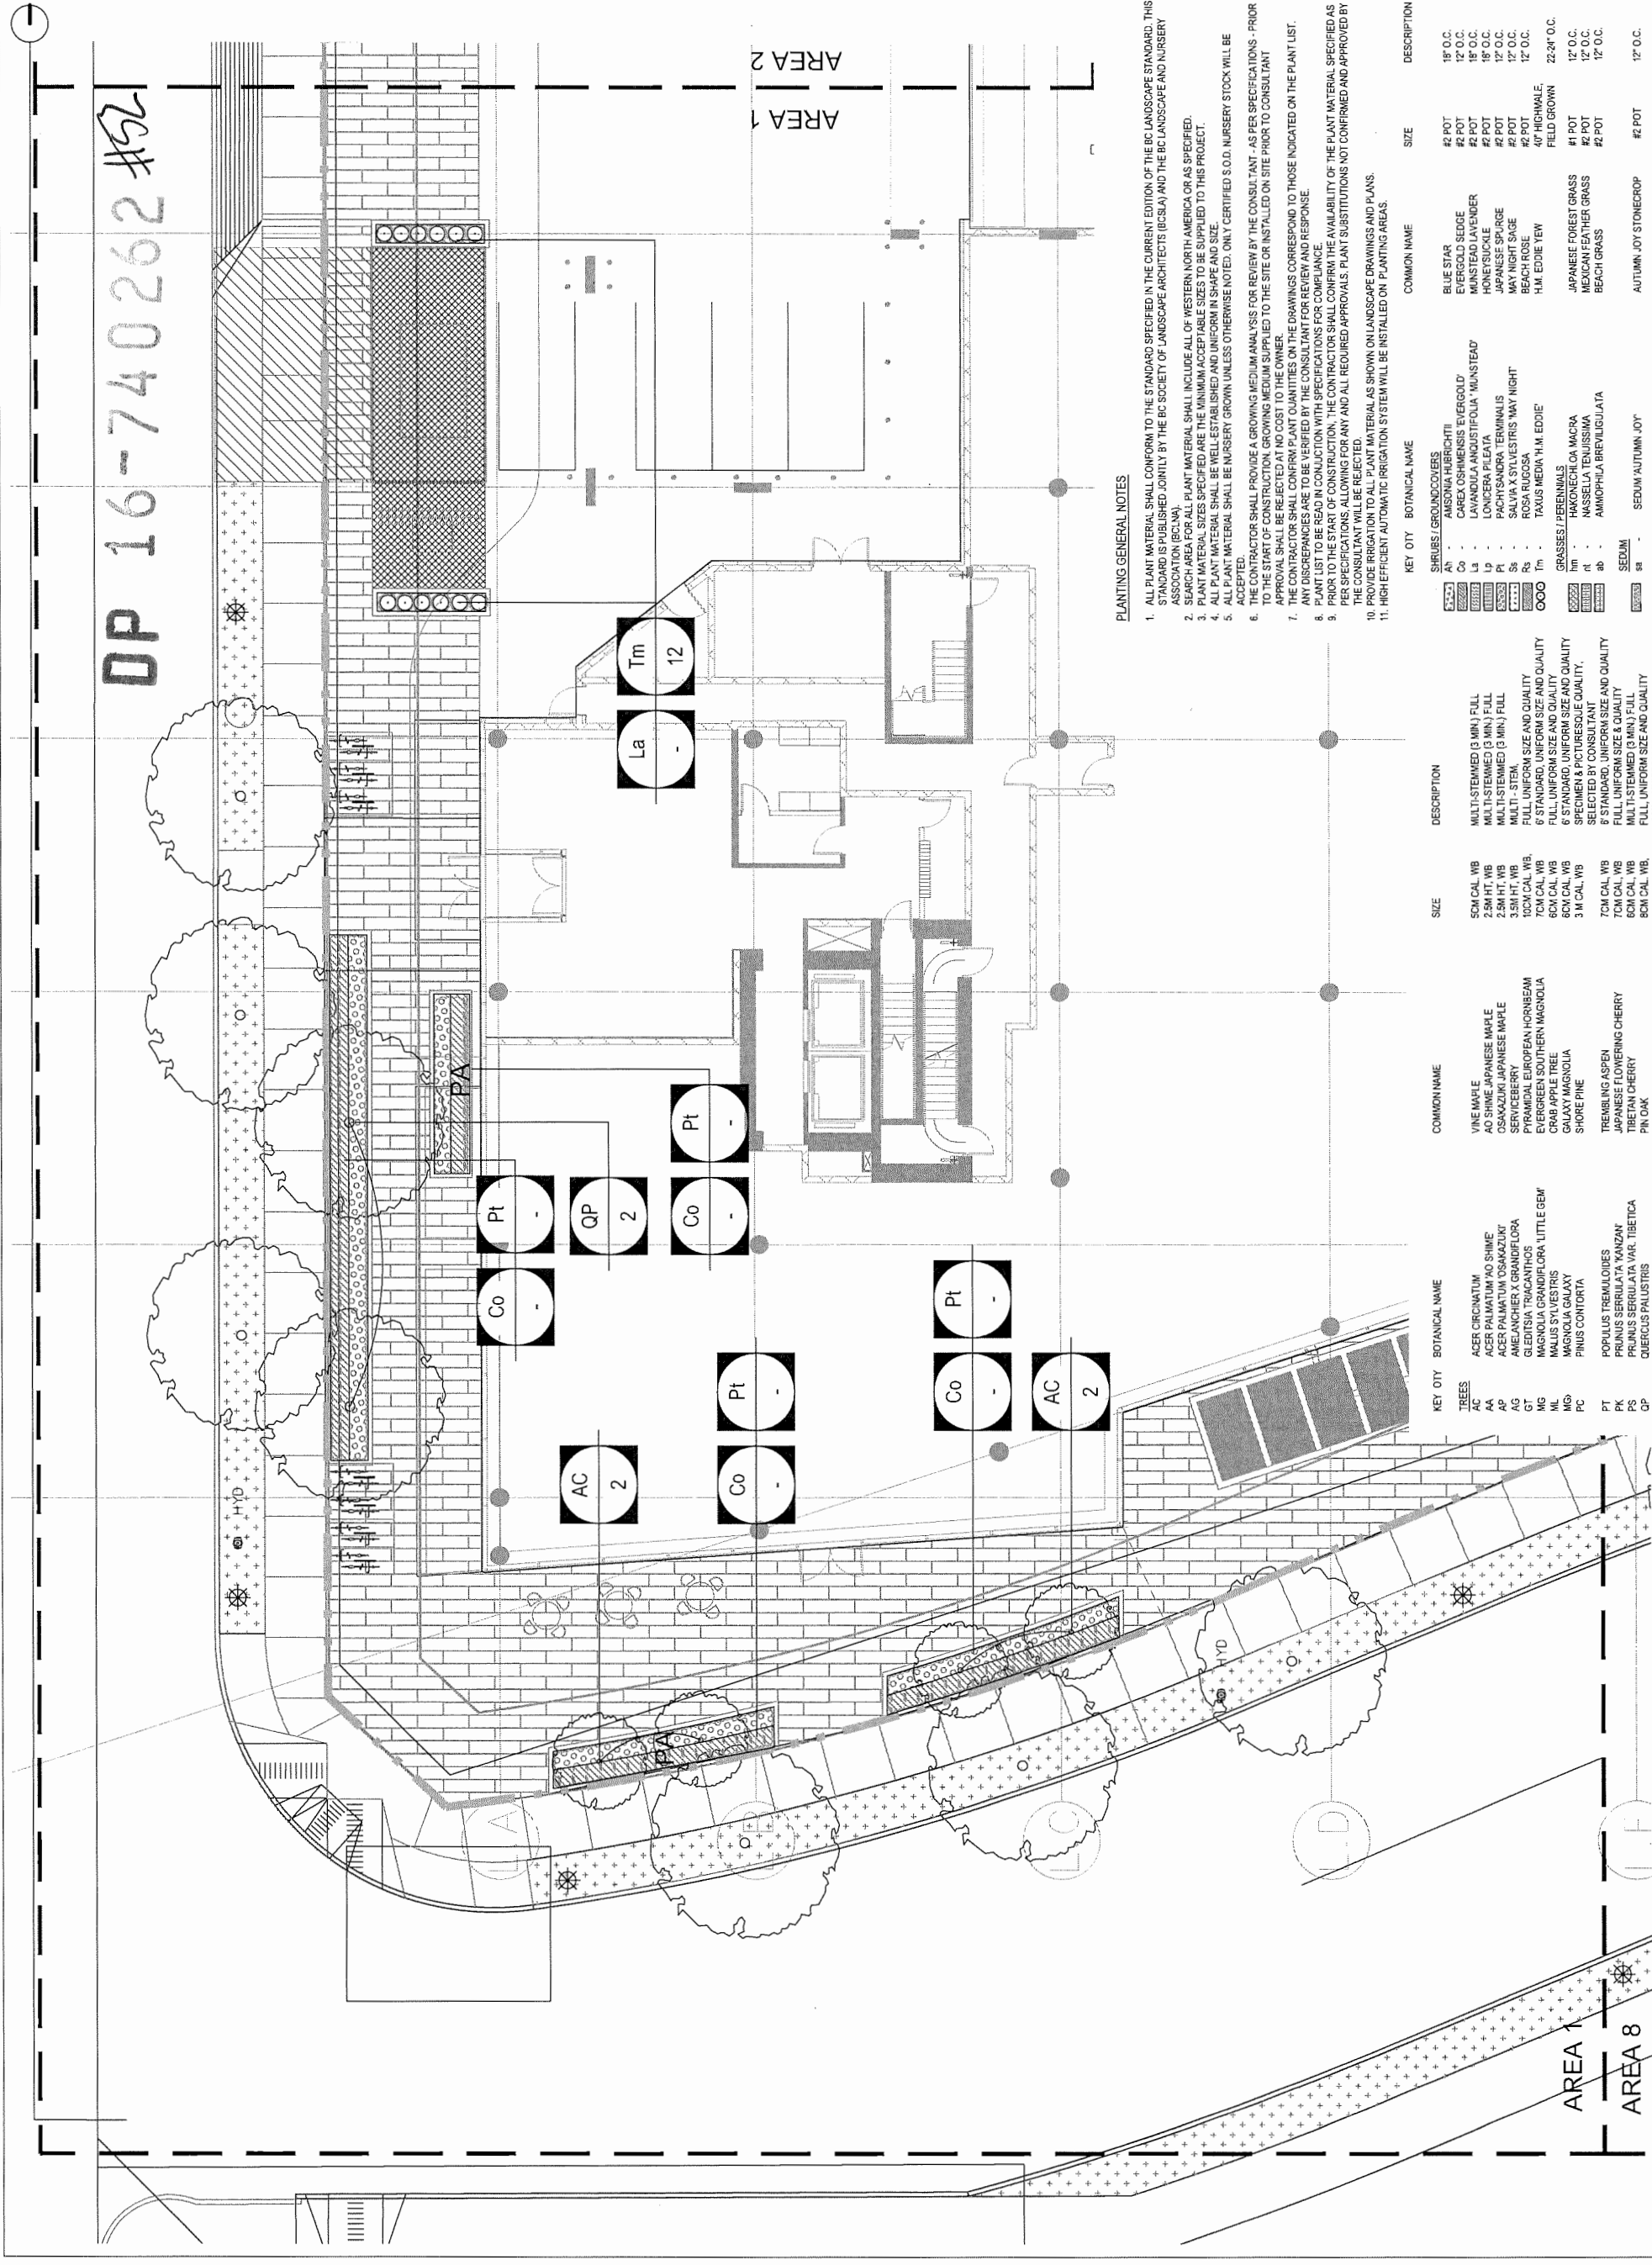 DP 16-740262 #52
AREA 2
AREA 1
Tm
12
La
-
Pt
-
Co
-
QP
2
Pt
-
Co
-
Pt
-
Co
-
AC
2
Pt
-
Co
-
AC
2
PA
PA
HYD
HYD
AREA 1
AREA 8
PLANTING GENERAL NOTES
1. ALL PLANT MATERIAL SHALL CONFORM TO THE STANDARD SPECIFIED IN THE CURRENT EDITION OF THE BC LANDSCAPE STANDARD. THIS
STANDARD IS PUBLISHED JOINTLY BY THE BC SOCIETY OF LANDSCAPE ARCHITECTS (BCSLA) AND THE BC LANDSCAPE AND NURSERY
ASSOCIATION (BCLNA).
2. SEARCH AREA FOR ALL PLANT MATERIAL SHALL INCLUDE ALL OF WESTERN NORTH AMERICA OR AS SPECIFIED.
3. PLANT MATERIAL SIZES SPECIFIED ARE THE MINIMUM ACCEPTABLE SIZES TO BE SUPPLIED TO THIS PROJECT.
4. ALL PLANT MATERIAL SHALL BE WELL-ESTABLISHED AND UNIFORM IN SHAPE AND SIZE.
5. ALL PLANT MATERIAL SHALL BE NURSERY GROWN UNLESS OTHERWISE NOTED. ONLY CERTIFIED S.O.D. NURSERY STOCK WILL BE
ACCEPTED.
6. THE CONTRACTOR SHALL PROVIDE A GROWING MEDIUM ANALYSIS FOR REVIEW BY THE CONSULTANT - AS PER SPECIFICATIONS - PRIOR
TO THE START OF CONSTRUCTION. GROWING MEDIUM SUPPLIED TO THE SITE OR INSTALLED ON SITE PRIOR TO CONSULTANT
APPROVAL SHALL BE REJECTED AT NO COST TO THE OWNER.
7. THE CONTRACTOR SHALL CONFIRM PLANT QUANTITIES ON THE DRAWINGS CORRESPOND TO THOSE INDICATED ON THE PLANT LIST.
ANY DISCREPANCIES ARE TO BE VERIFIED BY THE CONSULTANT FOR REVIEW AND RESPONSE.
8. PLANT LIST TO BE READ IN CONJUCTION WITH SPECIFICATIONS FOR COMPLIANCE.
9. PRIOR TO THE START OF CONSTRUCTION, THE CONTRACTOR SHALL CONFIRM THE AVAILABILITY OF THE PLANT MATERIAL SPECIFIED AS
PER SPECIFICATIONS, ALLOWING FOR ANY AND ALL REQUIRED APPROVALS. PLANT SUBSTITUTIONS NOT CONFIRMED AND APPROVED BY
THE CONSULTANT WILL BE REJECTED.
10. PROVIDE IRRIGATION TO ALL PLANT MATERIAL AS SHOWN ON LANDSCAPE DRAWINGS AND PLANS.
11. HIGH EFFICIENT AUTOMATIC IRRIGATION SYSTEM WILL BE INSTALLED ON PLANTING AREAS.
KEY QTY BOTANICAL NAME COMMON NAME SIZE DESCRIPTION
TREES
AC ACER CIRCINATUM VINE MAPLE 5CM CAL. WB MULTI-STEMMED (3 MIN.) FULL
AA ACER PALMATUM 'AO SHIME' AO SHIME JAPANESE MAPLE 2.5M HT, WB MULTI-STEMMED (3 MIN.) FULL
AP ACER PALMATUM 'OSAKAZUKI' OSAKAZUKI JAPANESE MAPLE 2.5M HT, WB MULTI-STEMMED (3 MIN.) FULL
AG AMELANCHIER X GRANDIFLORA SERVICEBERRY 3.5M HT, WB MULTI - STEM,
GT GLEDITSIA TRIACANTHOS PYRAMIDAL EUROPEAN HORNBEAM 10CM CAL. WB, FULL, UNIFORM SIZE AND QUALITY
MG MAGNOLIA GRANDIFLORA 'LITTLE GEM' EVERGREEN SOUTHERN MAGNOLIA 7CM CAL, WB 6' STANDARD, UNIFORM SIZE AND QUALITY
ML MALUS SYLVESTRIS CRAB APPLE TREE 6CM CAL, WB FULL, UNIFORM SIZE AND QUALITY
MGx MAGNOLIA GALAXY GALAXY MAGNOLIA 6CM CAL, WB 6' STANDARD, UNIFORM SIZE AND QUALITY
PC PINUS CONTORTA SHORE PINE 3 M CAL, WB SPECIMEN & PICTURESQUE QUALITY,
SELECTED BY CONSULTANT
PT POPULUS TREMULOIDES TREMBLING ASPEN 7CM CAL, WB 6' STANDARD, UNIFORM SIZE AND QUALITY
PK PRUNUS SERRULATA 'KANZAN' JAPANESE FLOWERING CHERRY 7CM CAL, WB FULL, UNIFORM SIZE & QUALITY
PS PRUNUS SERRULATA VAR. TIBETICA TIBETAN CHERRY 6CM CAL, WB MULTI-STEMMED (3 MIN.) FULL
QP QUERCUS PALUSTRIS PIN OAK 8CM CAL. WB, FULL, UNIFORM SIZE AND QUALITY
KEY QTY BOTANICAL NAME COMMON NAME SIZE DESCRIPTION
SHRUBS / GROUNDCOVERS
Ah - AMSONIA HUBRICHTII BLUE STAR #2 POT 18" O.C.
Co - CAREX OSHIMENSIS 'EVERGOLD' EVERGOLD SEDGE #2 POT 12" O.C.
La - LAVANDULA ANGUSTIFOLIA 'MUNSTEAD' MUNSTEAD LAVENDER #2 POT 18" O.C.
Lp - LONICERA PILEATA HONEYSUCKLE #2 POT 16" O.C.
Pt - PACHYSANDRA TERMINALIS JAPANESE SPURGE #2 POT 12" O.C.
Ss - SALVIA X SYLVESTRIS 'MAY NIGHT' MAY NIGHT SAGE #2 POT 12" O.C.
Rs - ROSA RUGOSA BEACH ROSE #2 POT 12" O.C.
Tm - TAXUS MEDIA 'H.M. EDDIE' H.M. EDDIE YEW 4'0" HIGH MALE, 22-24" O.C.
FIELD GROWN
GRASSES / PERENNIALS
hm - HAKONECHLOA MACRA JAPANESE FOREST GRASS #1 POT 12" O.C.
nt - NASSELLA TENUISSIMA MEXICAN FEATHER GRASS #2 POT 12" O.C.
ab - AMMOPHILA BREVILIGULATA BEACH GRASS #2 POT 12" O.C.
SEDUM
sa - SEDUM 'AUTUMN JOY' AUTUMN JOY STONECROP #2 POT 12" O.C.